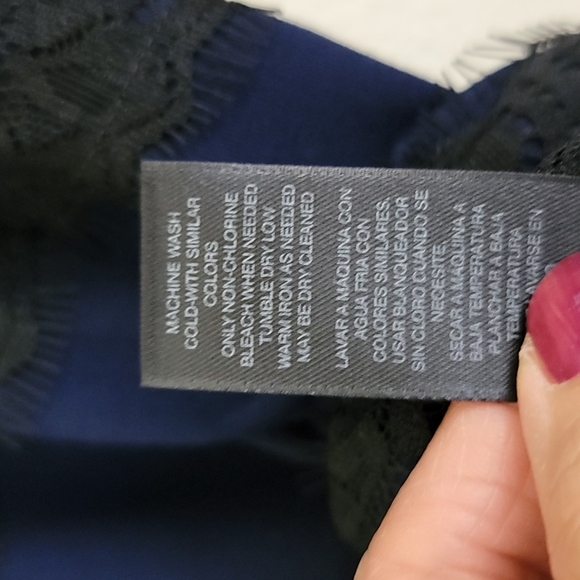 MACHINE WASH
COLD-WITH SIMILAR
COLORS
ONLY NON-CHLORINE
BLEACH WHEN NEEDED
TUMBLE DRY LOW
WARM IRON AS NEEDED
MAY BE DRY CLEANED
LAVAR A MAQUINA CON
AGUA FRIA CON
COLORES SIMILARES.
USAR BLANQUEADOR
SIN CLORO CUANDO SE
NECESITE.
SECAR A MAQUINA A
BAJA TEMPERATURA
PLANCHAR A BAJA
TEMPERATURA
EN